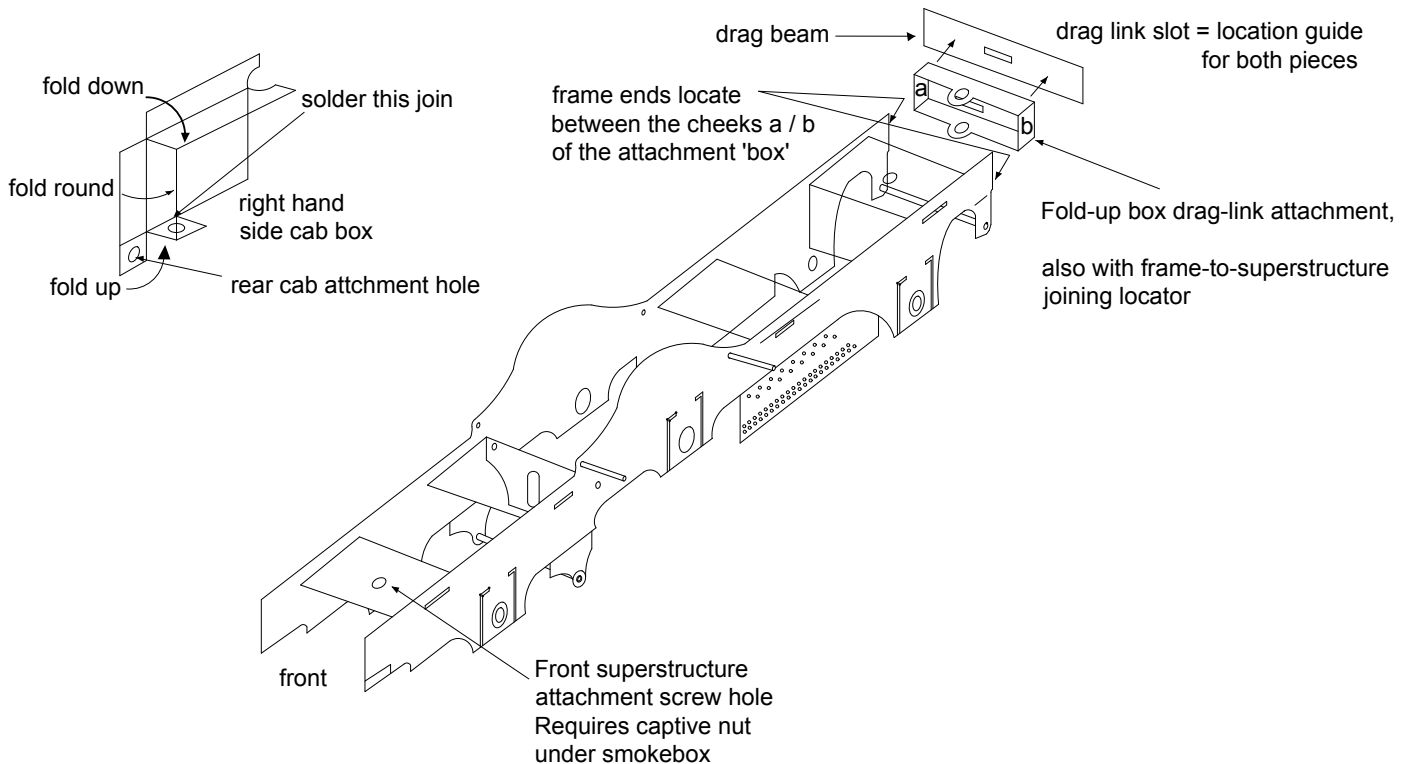 fold down
solder this join
fold round
right hand
side cab box
fold up
rear cab attchment hole
drag beam
drag link slot = location guide
for both pieces
frame ends locate
between the cheeks a / b
of the attachment 'box'
a
b
Fold-up box drag-link attachment,
also with frame-to-superstructure
joining locator
front
Front superstructure
attachment screw hole
Requires captive nut
under smokebox